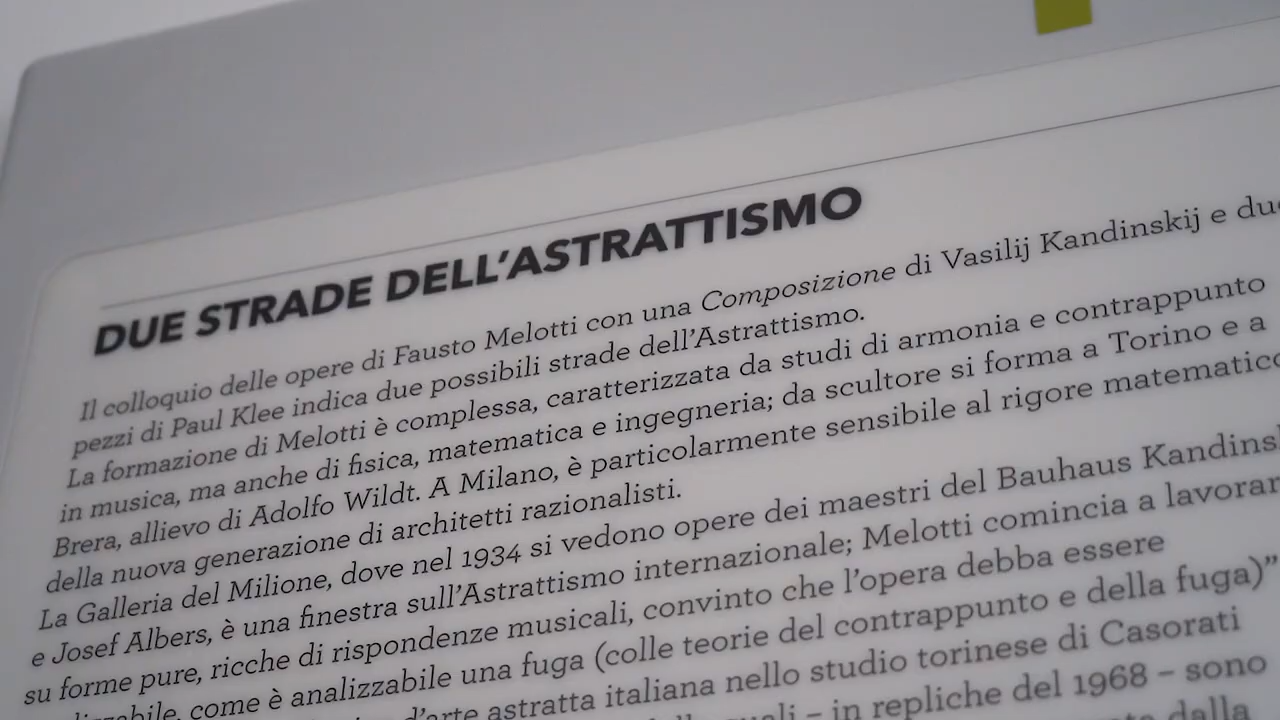 DUE STRADE DELL'ASTRATTISMO
Il colloquio delle opere di Fausto Melotti con una Composizione di Vasilij Kandinskij e due
pezzi di Paul Klee indica due possibili strade dell'Astrattismo.
La formazione di Melotti è complessa, caratterizzata da studi di armonia e contrappunto
in musica, ma anche di fisica, matematica e ingegneria; da scultore si forma a Torino e a
Brera, allievo di Adolfo Wildt. A Milano, è particolarmente sensibile al rigore matematico
della nuova generazione di architetti razionalisti.
La Galleria del Milione, dove nel 1934 si vedono opere dei maestri del Bauhaus Kandinsk
e Josef Albers, è una finestra sull'Astrattismo internazionale; Melotti comincia a lavorar
su forme pure, ricche di rispondenze musicali, convinto che l'opera debba essere
come è analizzabile una fuga (colle teorie del contrappunto e della fuga)"
d'arte astratta italiana nello studio torinese di Casorati
quali – in repliche del 1968 – sono
dalla